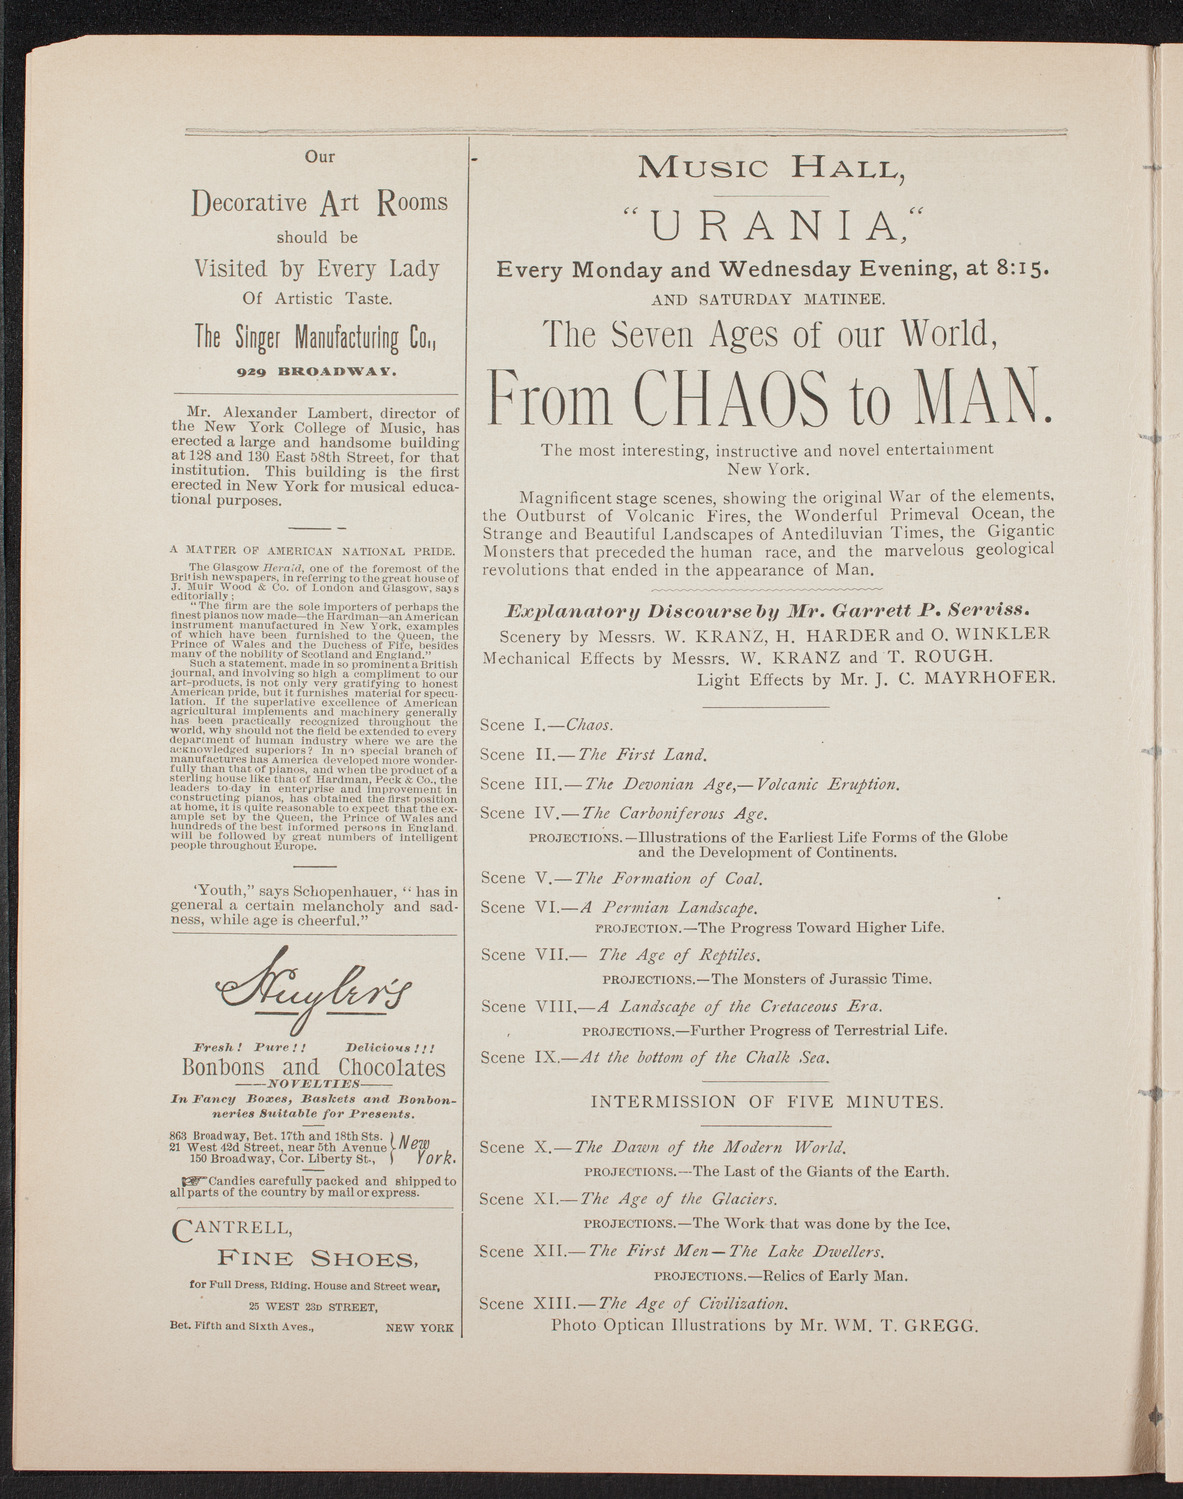 Our
Decorative Art Rooms
should be
Visited by Every Lady
Of Artistic Taste.
The Singer Manufacturing Co.,
929 BROADWAY.
Mr. Alexander Lambert, director of
the New York College of Music, has
erected a large and handsome building
at 128 and 130 East 58th Street, for that
institution. This building is the first
erected in New York for musical educa-
tional purposes.
A MATTER OF AMERICAN NATIONAL PRIDE.
The Glasgow Herald, one of the foremost of the
British newspapers, in referring to the great house of
J. Muir Wood & Co. of London and Glasgow, says
editorially;
"The firm are the sole importers of perhaps the
finest pianos now made—the Hardman—an American
instrument manufactured in New York, examples
of which have been furnished to the Queen, the
Prince of Wales and the Duchess of Fife, besides
many of the nobility of Scotland and England."
Such a statement, made in so prominent a British
journal, and involving so high a compliment to our
art-products, is not only very gratifying to honest
American pride, but it furnishes material for specu-
lation. If the superlative excellence of American
agricultural implements and machinery generally
has been practically recognized throughout the
world, why should not the field be extended to every
department of human industry where we are the
acknowledged superiors? In no special branch of
manufactures has America developed more wonder-
fully than that of pianos, and when the product of a
sterling house like that of Hardman, Peck & Co., the
leaders to-day in enterprise and improvement in
constructing pianos, has obtained the first position
at home, it is quite reasonable to expect that the ex-
ample set by the Queen, the Prince of Wales and
hundreds of the best informed persons in England
will be followed by great numbers of intelligent
people throughout Europe.
'Youth," says Schopenhauer, "has in
general a certain melancholy and sad-
ness, while age is cheerful."
Huyler's
Fresh! Pure!! Delicious!!!
Bonbons and Chocolates
NOVELTIES
In Fancy Boxes, Baskets and Bonbon-
neries Suitable for Presents.
863 Broadway, Bet. 17th and 18th Sts.
21 West 42d Street, near 5th Avenue
150 Broadway, Cor. Liberty St.,
New York.
☞Candies carefully packed and shipped to
all parts of the country by mail or express.
CANTRELL,
FINE SHOES,
for Full Dress, Riding. House and Street wear,
25 WEST 23D STREET,
Bet. Fifth and Sixth Aves., NEW YORK
MUSIC HALL,
"URANIA,"
Every Monday and Wednesday Evening, at 8:15.
AND SATURDAY MATINEE.
The Seven Ages of our World,
From CHAOS to MAN.
The most interesting, instructive and novel entertainment
New York.
Magnificent stage scenes, showing the original War of the elements,
the Outburst of Volcanic Fires, the Wonderful Primeval Ocean, the
Strange and Beautiful Landscapes of Antediluvian Times, the Gigantic
Monsters that preceded the human race, and the marvelous geological
revolutions that ended in the appearance of Man.
Explanatory Discourse by Mr. Garrett P. Serviss.
Scenery by Messrs. W. KRANZ, H. HARDER and O. WINKLER
Mechanical Effects by Messrs. W. KRANZ and T. ROUGH.
Light Effects by Mr. J. C. MAYRHOFER.
Scene I.—Chaos.
Scene II.—The First Land.
Scene III.—The Devonian Age,—Volcanic Eruption.
Scene IV.—The Carboniferous Age.
PROJECTIONS.—Illustrations of the Earliest Life Forms of the Globe
and the Development of Continents.
Scene V.—The Formation of Coal.
Scene VI.—A Permian Landscape.
PROJECTION.—The Progress Toward Higher Life.
Scene VII.— The Age of Reptiles.
PROJECTIONS.—The Monsters of Jurassic Time.
Scene VIII.—A Landscape of the Cretaceous Era.
PROJECTIONS.—Further Progress of Terrestrial Life.
Scene IX.—At the bottom of the Chalk Sea.
INTERMISSION OF FIVE MINUTES.
Scene X.—The Dawn of the Modern World.
PROJECTIONS.—The Last of the Giants of the Earth.
Scene XI.—The Age of the Glaciers.
PROJECTIONS.—The Work that was done by the Ice.
Scene XII.—The First Men—The Lake Dwellers.
PROJECTIONS.—Relics of Early Man.
Scene XIII.—The Age of Civilization.
Photo Optican Illustrations by Mr. WM. T. GREGG.